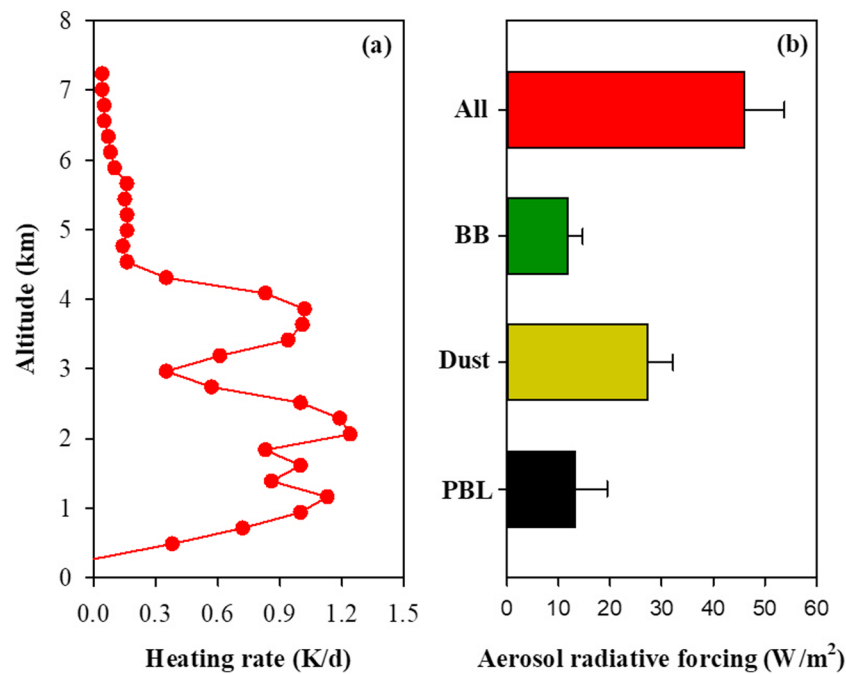 (a)
8
7
6
5
4
3
2
1
0
Altitude (km)
0.0 0.3 0.6 0.9 1.2 1.5
Heating rate (K/d)
(b)
All
BB
Dust
PBL
0 10 20 30 40 50 60
Aerosol radiative forcing (W/m²)